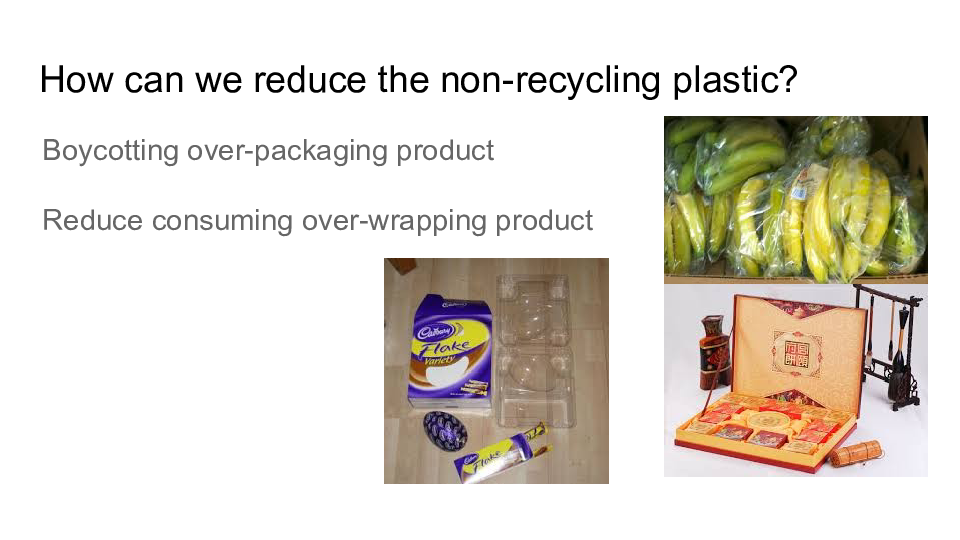 How can we reduce the non-recycling plastic?
Boycotting over-packaging product
Reduce consuming over-wrapping product
Cadbury
Cadbury
Flake
Variety
Flake